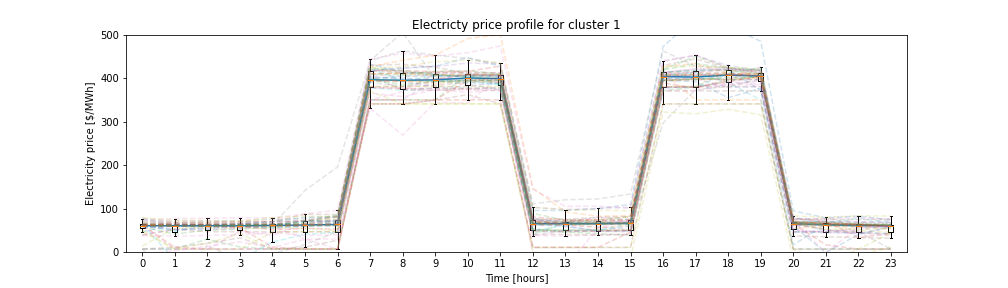 Electricty price profile for cluster 1
Electricity price [$/MWh]
500
400
300
200
100
0
0 1 2 3 4 5 6 7 8 9 10 11 12 13 14 15 16 17 18 19 20 21 22 23
Time [hours]